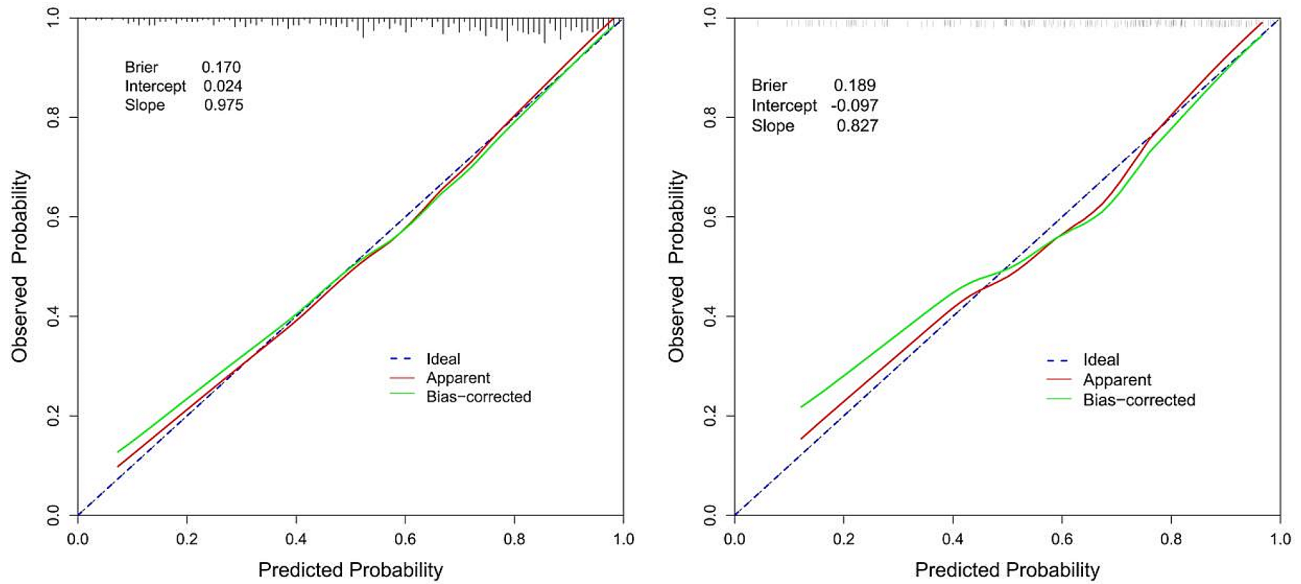 Brier 0.170
Intercept 0.024
Slope 0.975
Ideal
Apparent
Bias−corrected
0.0 0.2 0.4 0.6 0.8 1.0
0.0 0.2 0.4 0.6 0.8 1.0
Predicted Probability
Observed Probability
Brier 0.189
Intercept -0.097
Slope 0.827
Ideal
Apparent
Bias−corrected
0.0 0.2 0.4 0.6 0.8 1.0
0.0 0.2 0.4 0.6 0.8 1.0
Predicted Probability
Observed Probability